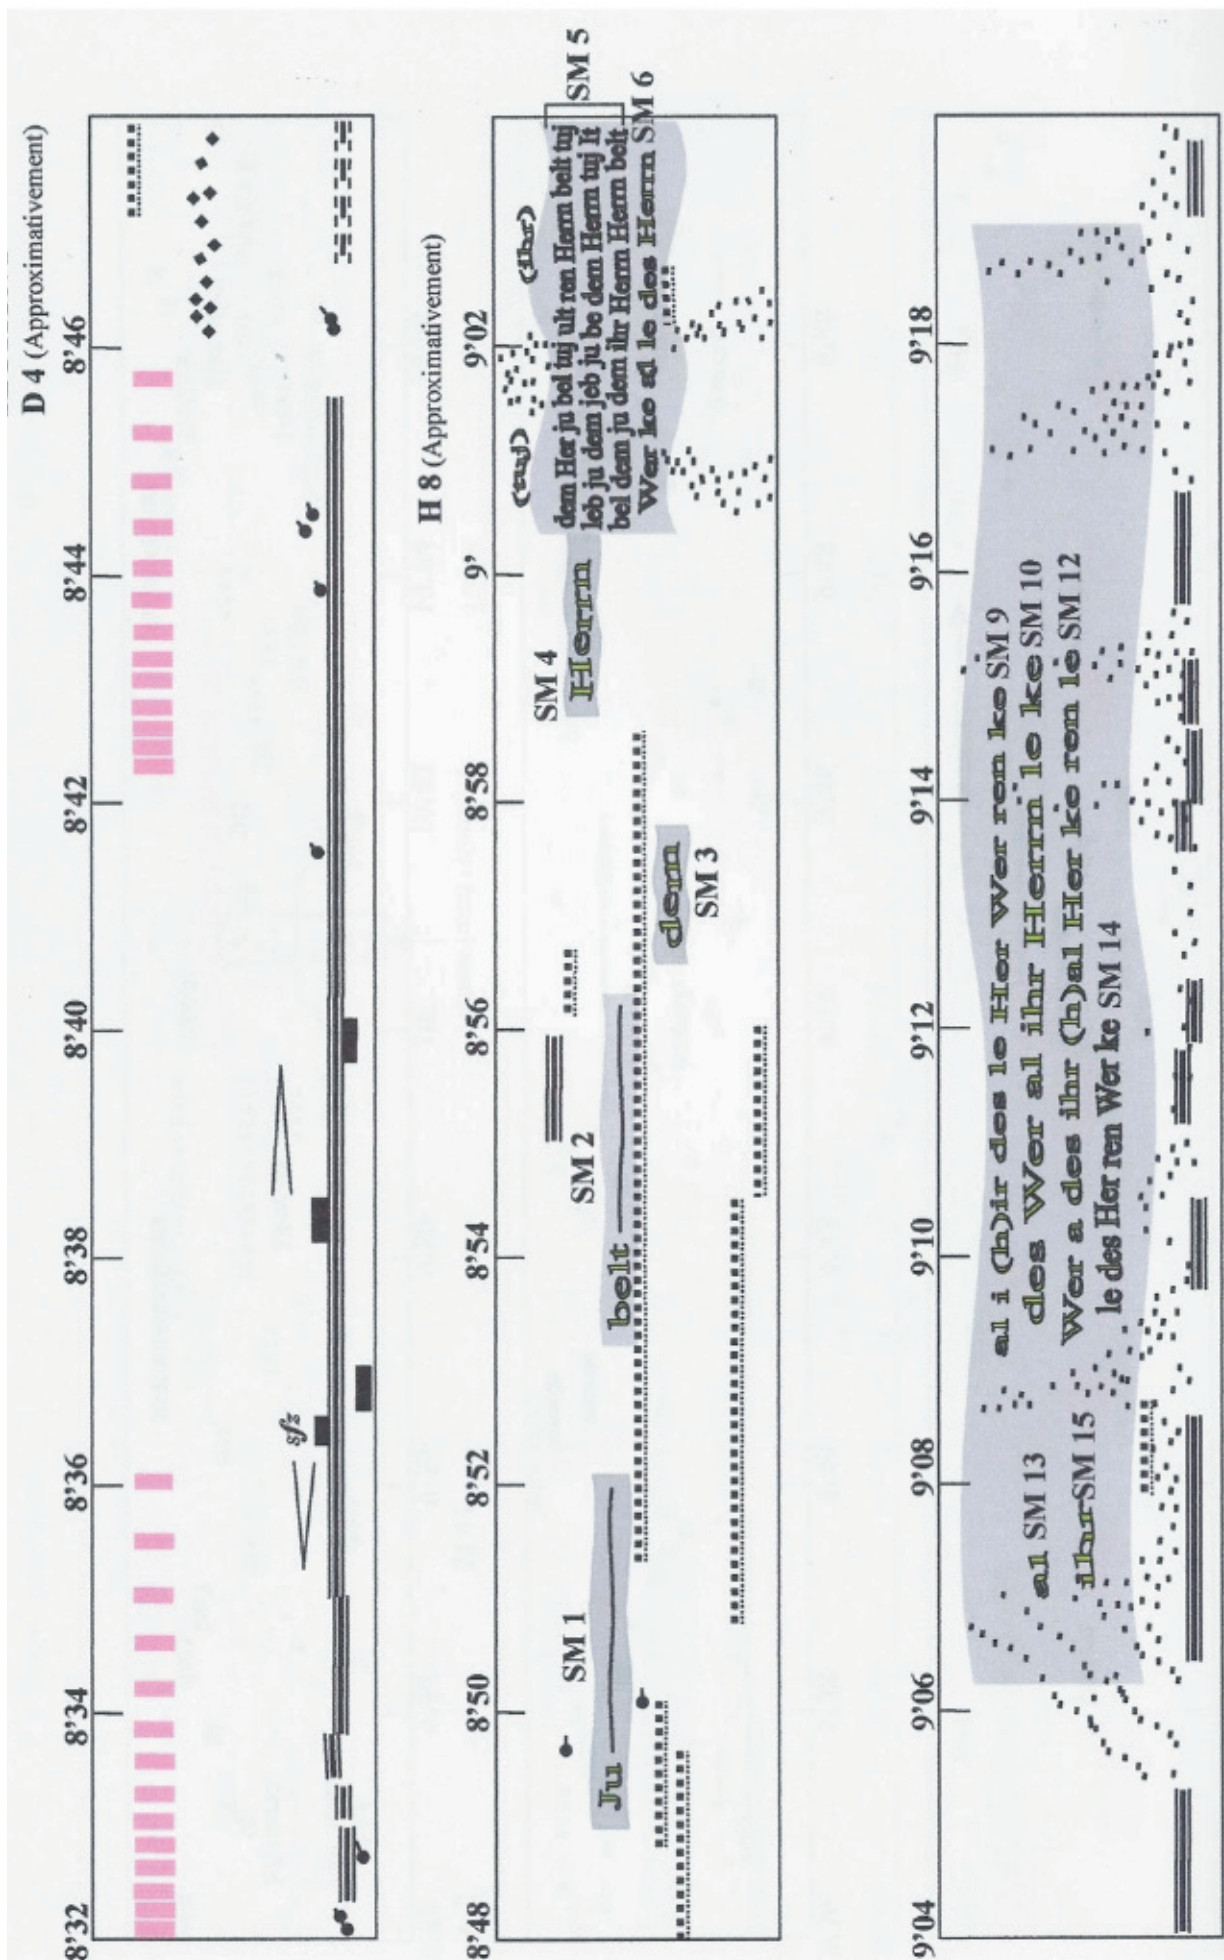 D 4 (Approximativement)
8'32 8'34 8'36 8'38 8'40 8'42 8'44 8'46
sfz
H 8 (Approximativement)
8'48 8'50 8'52 8'54 8'56 8'58 9' 9'02
SM 1
Ju
SM 2
belt
dem
SM 3
SM 4
Herrn
(tuj) (ihr)
SM 5
dem Her ju bel tuj ult ren Herrn belt tuj
leb ju dem jeb ju be dem Herrn tuj lt
bel dem ju dem ihr Herrn Herrn belt
Wer ke al le des Herrn SM 6
9'04 9'06 9'08 9'10 9'12 9'14 9'16 9'18
al i (h)ir des le Her Wer ren ke SM 9
al SM 13 des Wer al ihr Herrn le ke SM 10
ihr SM 15 Wer a des ihr (h)al Her ke ren le SM 12
le des Her ren Wer ke SM 14